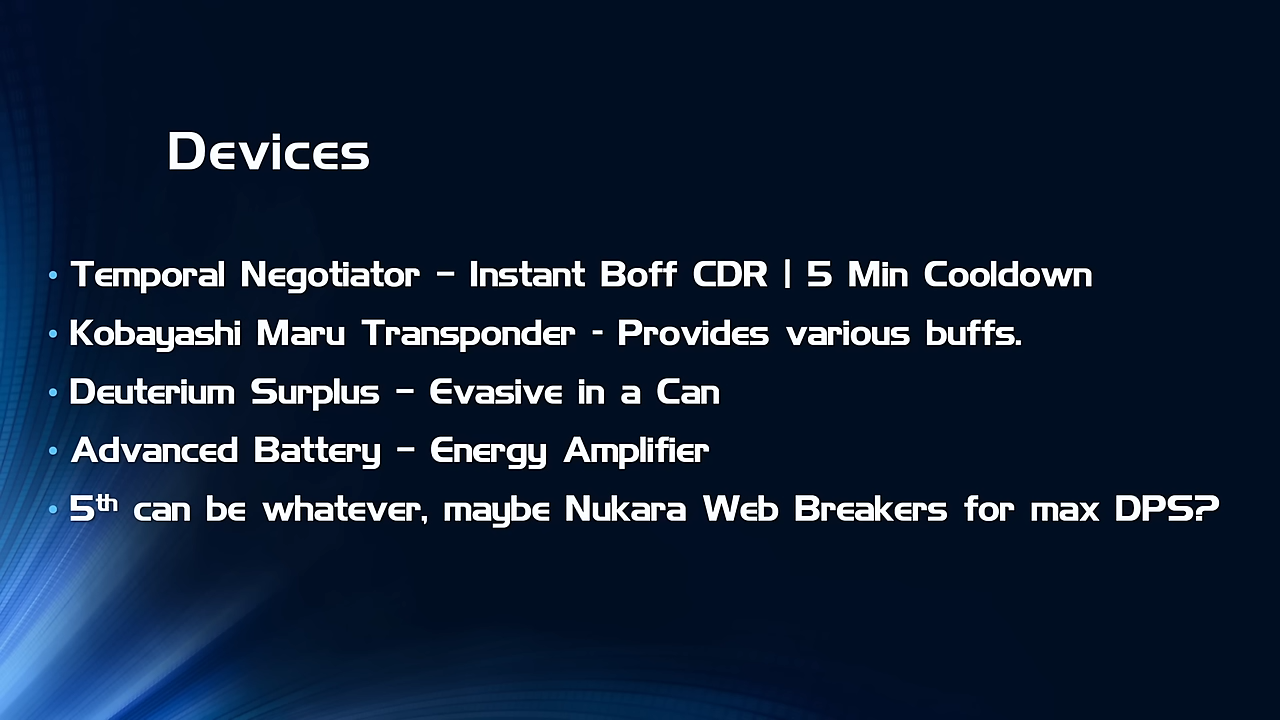 Devices
• Temporal Negotiator – Instant Boff CDR | 5 Min Cooldown
• Kobayashi Maru Transponder - Provides various buffs.
• Deuterium Surplus – Evasive in a Can
• Advanced Battery – Energy Amplifier
• 5th can be whatever, maybe Nukara Web Breakers for max DPS?